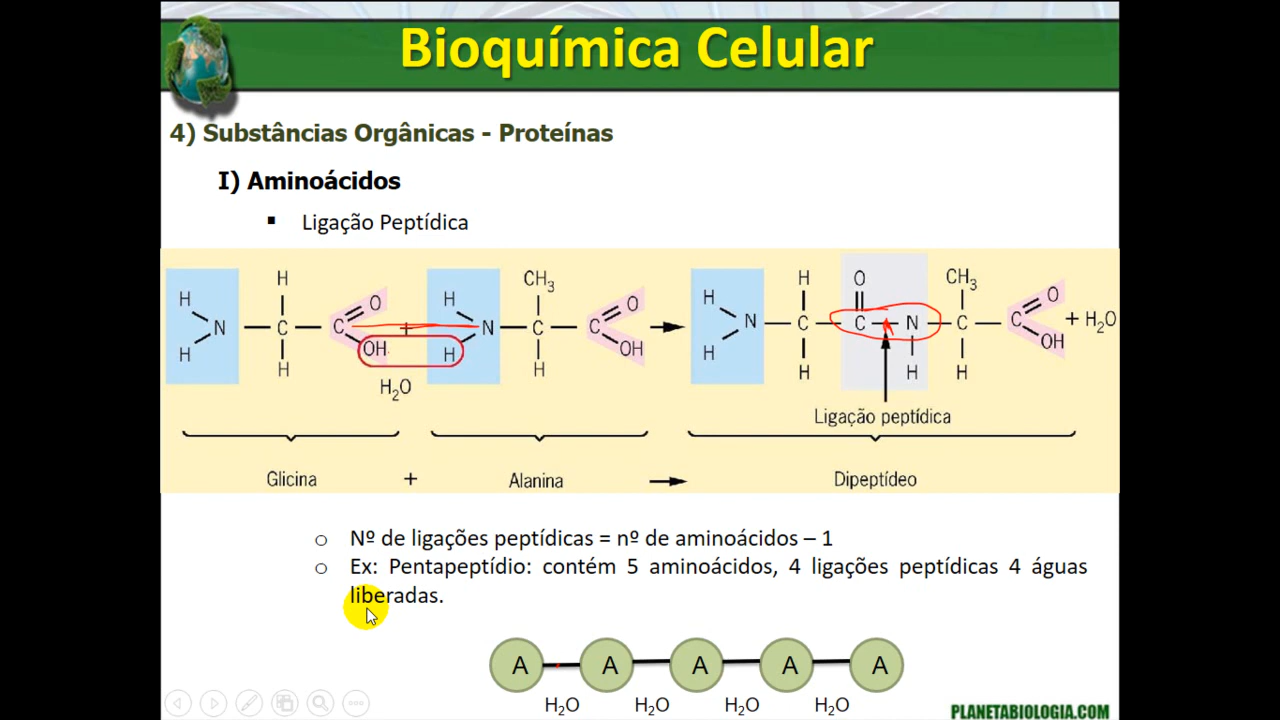 Bioquímica Celular
4) Substâncias Orgânicas - Proteínas
I) Aminoácidos
▪ Ligação Peptídica
H H H CH₃ H H O CH₃
O O O
N C C + N C C N C C N C C + H₂O
H H OH H H OH H H H H OH
H₂O
Ligação peptídica
Glicina + Alanina Dipeptídeo
o Nº de ligações peptídicas = nº de aminoácidos – 1
o Ex: Pentapeptídio: contém 5 aminoácidos, 4 ligações peptídicas 4 águas
liberadas.
A A A A A
H₂O H₂O H₂O H₂O
PLANETABIOLOGIA.COM